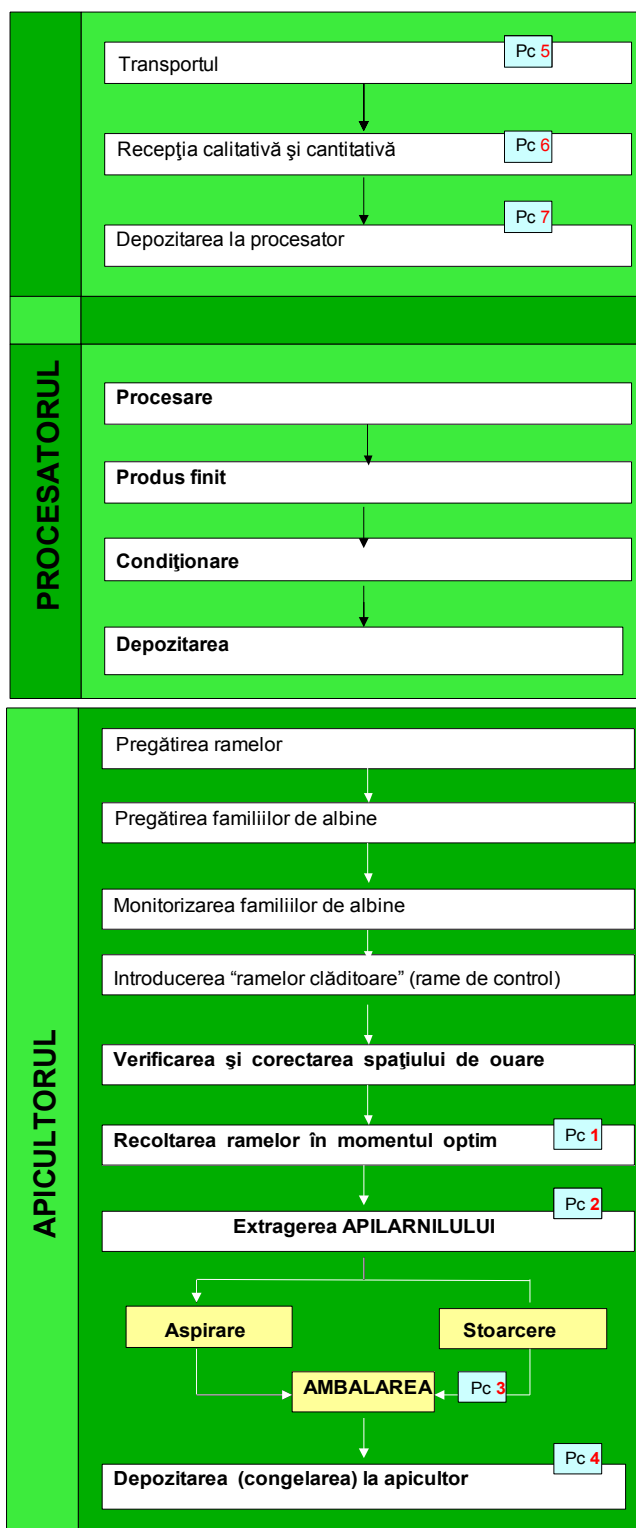 Transportul
Pc 5
Recepţia calitativă şi cantitativă
Pc 6
Depozitarea la procesator
Pc 7
PROCESATORUL
Procesare
Produs finit
Condiţionare
Depozitarea
APICULTORUL
Pregătirea ramelor
Pregătirea familiilor de albine
Monitorizarea familiilor de albine
Introducerea “ramelor clăditoare” (rame de control)
Verificarea şi corectarea spaţiului de ouare
Recoltarea ramelor în momentul optim
Pc 1
Extragerea APILARNILULUI
Pc 2
Aspirare
Stoarcere
AMBALAREA
Pc 3
Depozitarea (congelarea) la apicultor
Pc 4